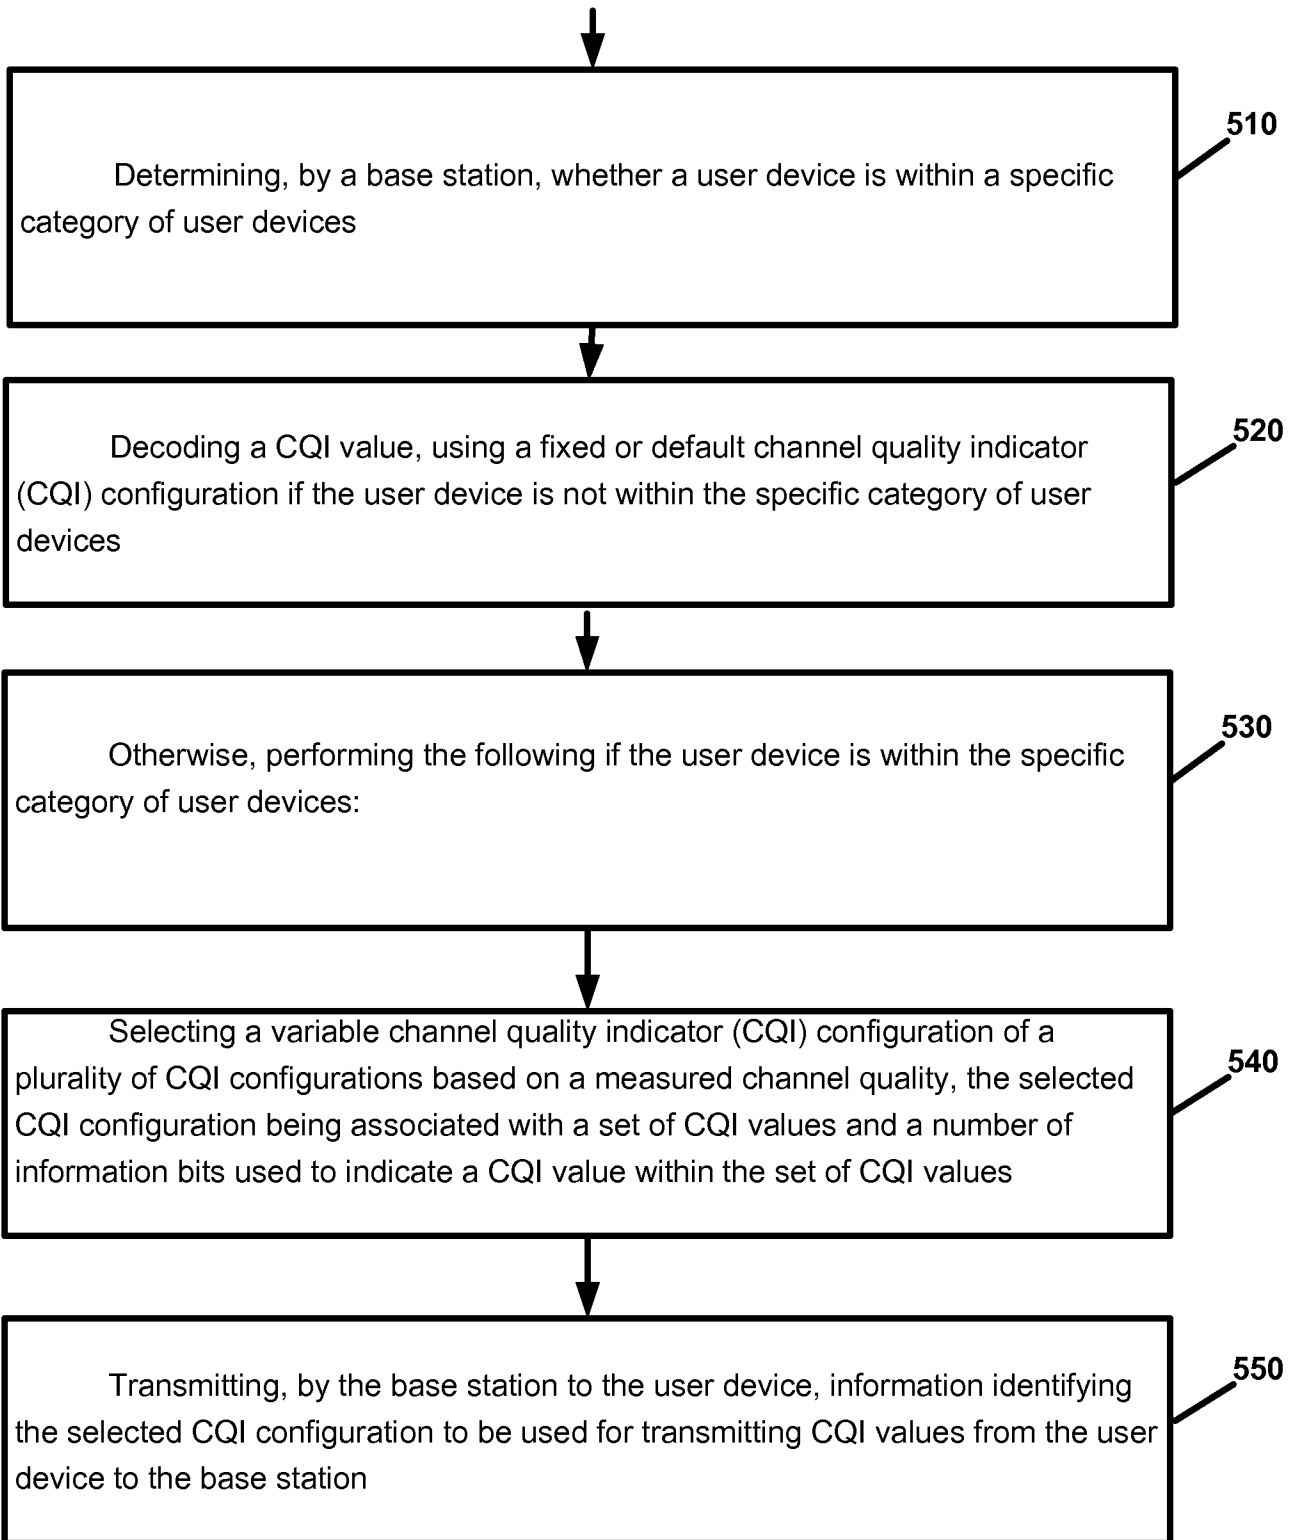 510
Determining, by a base station, whether a user device is within a specific
category of user devices
520
Decoding a CQI value, using a fixed or default channel quality indicator
(CQI) configuration if the user device is not within the specific category of user
devices
530
Otherwise, performing the following if the user device is within the specific
category of user devices:
540
Selecting a variable channel quality indicator (CQI) configuration of a
plurality of CQI configurations based on a measured channel quality, the selected
CQI configuration being associated with a set of CQI values and a number of
information bits used to indicate a CQI value within the set of CQI values
550
Transmitting, by the base station to the user device, information identifying
the selected CQI configuration to be used for transmitting CQI values from the user
device to the base station